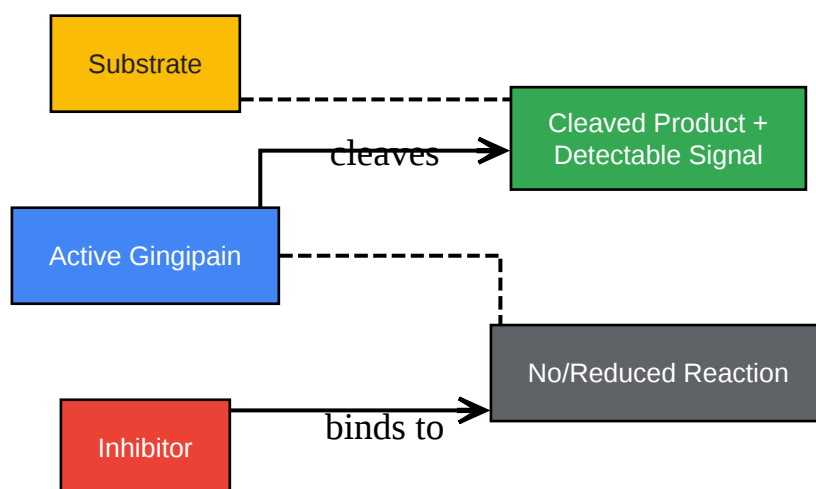 Substrate
Cleaved Product +
Detectable Signal
cleaves
Active Gingipain
No/Reduced Reaction
binds to
Inhibitor